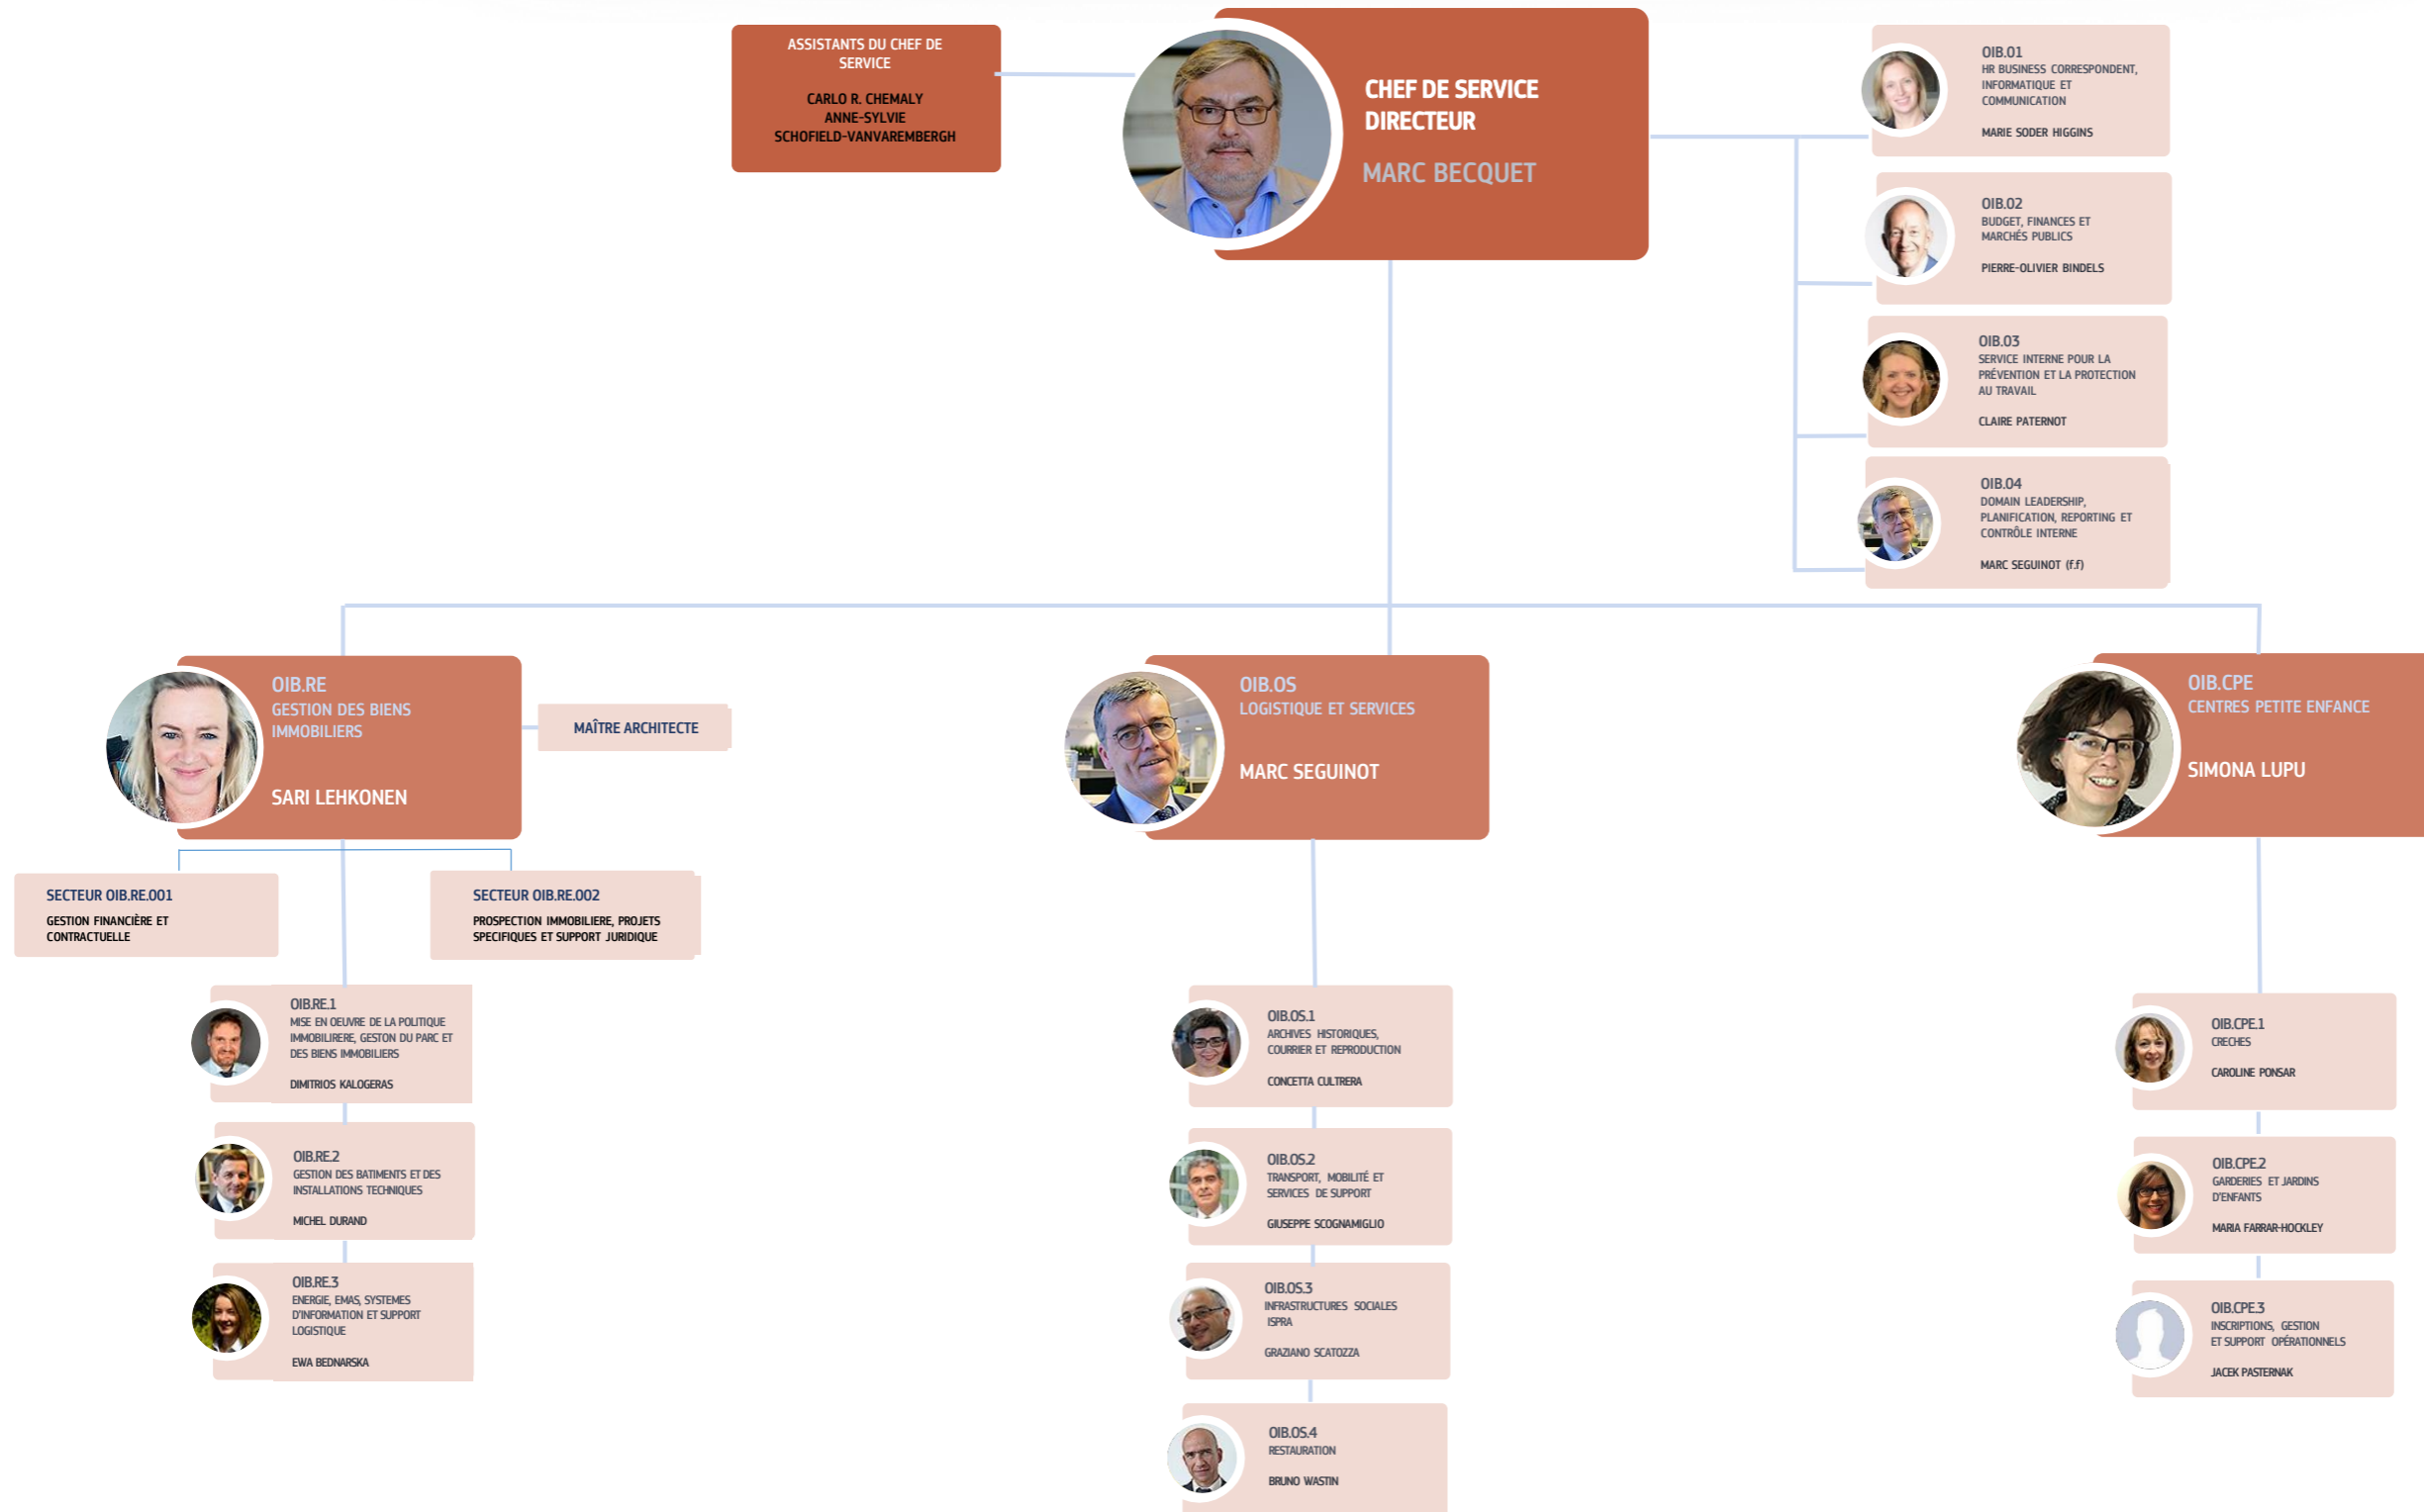 ASSISTANTS DU CHEF DE
SERVICE
CARLO R. CHEMALY
ANNE-SYLVIE
SCHOFIELD-VANVAREMBERGH
CHEF DE SERVICE
DIRECTEUR
MARC BECQUET
OIB.01
HR BUSINESS CORRESPONDENT,
INFORMATIQUE ET
COMMUNICATION
MARIE SODER HIGGINS
OIB.02
BUDGET, FINANCES ET
MARCHÉS PUBLICS
PIERRE-OLIVIER BINDELS
OIB.03
SERVICE INTERNE POUR LA
PRÉVENTION ET LA PROTECTION
AU TRAVAIL
CLAIRE PATERNOT
OIB.04
DOMAIN LEADERSHIP,
PLANIFICATION, REPORTING ET
CONTRÔLE INTERNE
MARC SEGUINOT (f.f)
OIB.RE
GESTION DES BIENS
IMMOBILIERS
SARI LEHKONEN
MAÎTRE ARCHITECTE
OIB.OS
LOGISTIQUE ET SERVICES
MARC SEGUINOT
OIB.CPE
CENTRES PETITE ENFANCE
SIMONA LUPU
SECTEUR OIB.RE.001
GESTION FINANCIÈRE ET
CONTRACTUELLE
SECTEUR OIB.RE.002
PROSPECTION IMMOBILIERE, PROJETS
SPECIFIQUES ET SUPPORT JURIDIQUE
OIB.RE.1
MISE EN OEUVRE DE LA POLITIQUE
IMMOBILIRERE, GESTON DU PARC ET
DES BIENS IMMOBILIERS
DIMITRIOS KALOGERAS
OIB.RE.2
GESTION DES BATIMENTS ET DES
INSTALLATIONS TECHNIQUES
MICHEL DURAND
OIB.RE.3
ENERGIE, EMAS, SYSTEMES
D'INFORMATION ET SUPPORT
LOGISTIQUE
EWA BEDNARSKA
OIB.OS.1
ARCHIVES HISTORIQUES,
COURRIER ET REPRODUCTION
CONCETTA CULTRERA
OIB.OS.2
TRANSPORT, MOBILITÉ ET
SERVICES DE SUPPORT
GIUSEPPE SCOGNAMIGLIO
OIB.OS.3
INFRASTRUCTURES SOCIALES
ISPRA
GRAZIANO SCATOZZA
OIB.OS.4
RESTAURATION
BRUNO WASTIN
OIB.CPE.1
CRECHES
CAROLINE PONSAR
OIB.CPE.2
GARDERIES ET JARDINS
D'ENFANTS
MARIA FARRAR-HOCKLEY
OIB.CPE.3
INSCRIPTIONS, GESTION
ET SUPPORT OPÉRATIONNELS
JACEK PASTERNAK